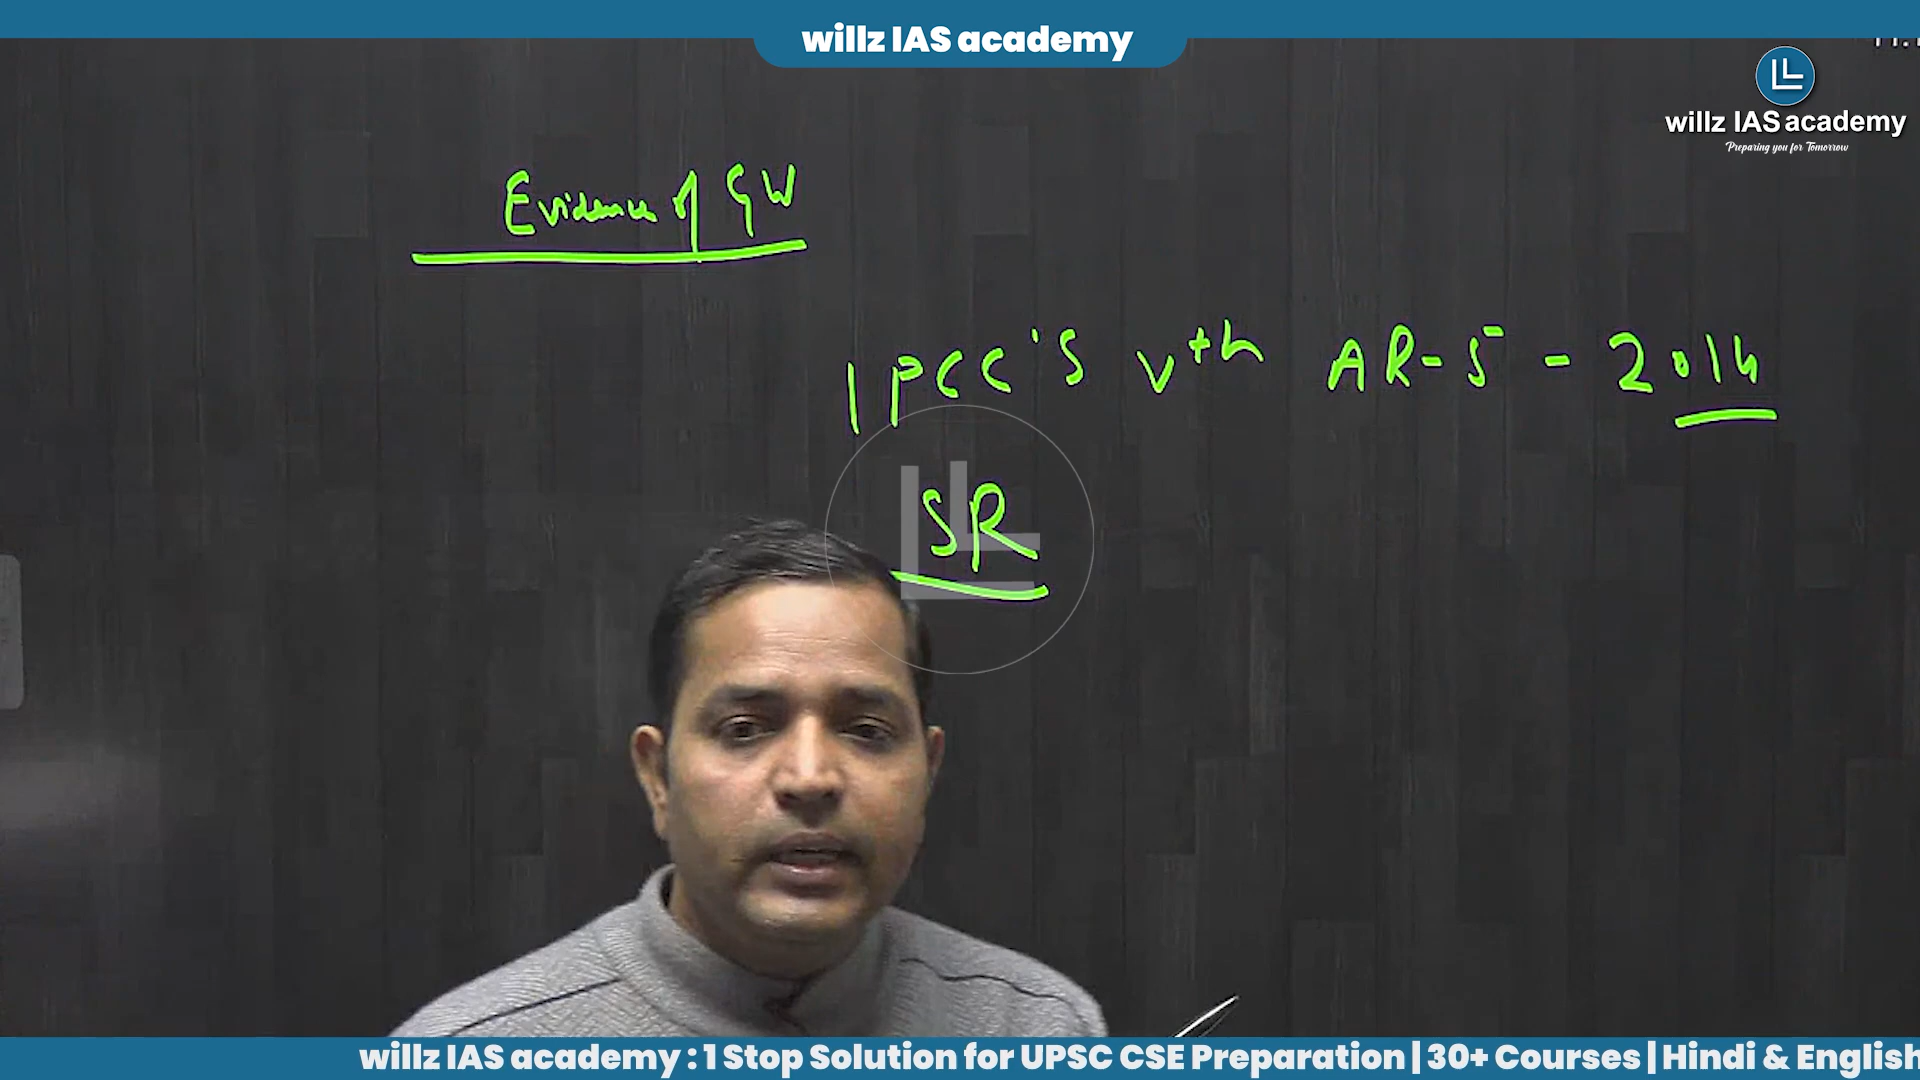 willz IAS academy
willz IAS academy
Preparing you for Tomorrow
Evidence of GW
IPCC'S Vth AR-5 - 2014
SR
willz IAS academy : 1 Stop Solution for UPSC CSE Preparation | 30+ Courses | Hindi & English